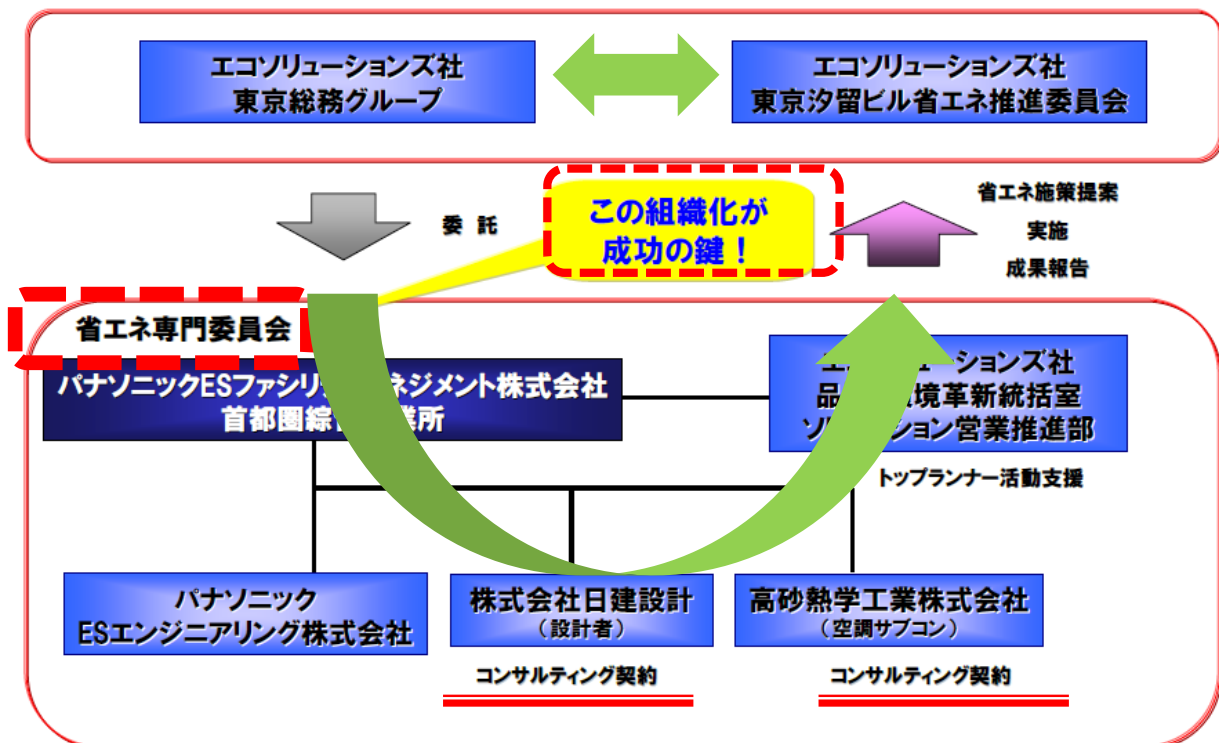 エコソリューションズ社
東京総務グループ
エコソリューションズ社
東京汐留ビル省エネ推進委員会
委 託
この組織化が
成功の鍵！
省エネ施策提案
実施
成果報告
省エネ専門委員会
パナソニックESファシリ ネジメント株式会社
首都圏綜 業所
エ ューションズ社
品 境革新統括室
ソ ション営業推進部
トップランナー活動支援
パナソニック
ESエンジニアリング株式会社
株式会社日建設計
（設計者）
高砂熱学工業株式会社
（空調サブコン）
コンサルティング契約
コンサルティング契約